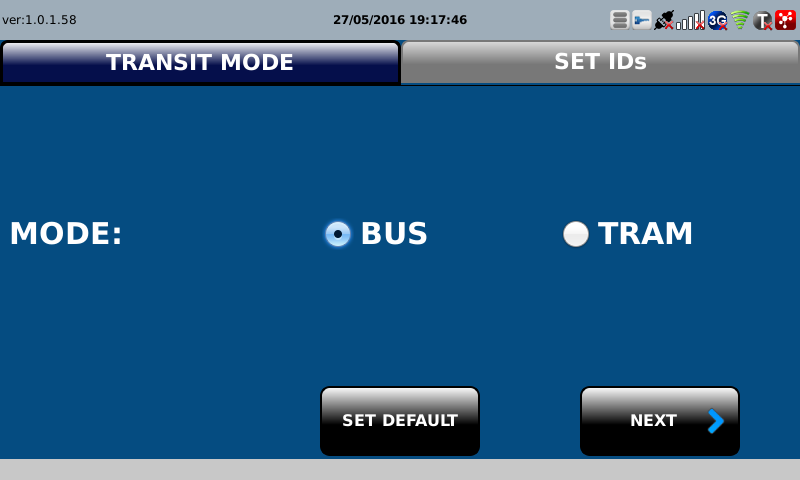 ver:1.0.1.58
27/05/2016 19:17:46
3G
T
TRANSIT MODE
SET IDs
MODE:
BUS
TRAM
SET DEFAULT
NEXT